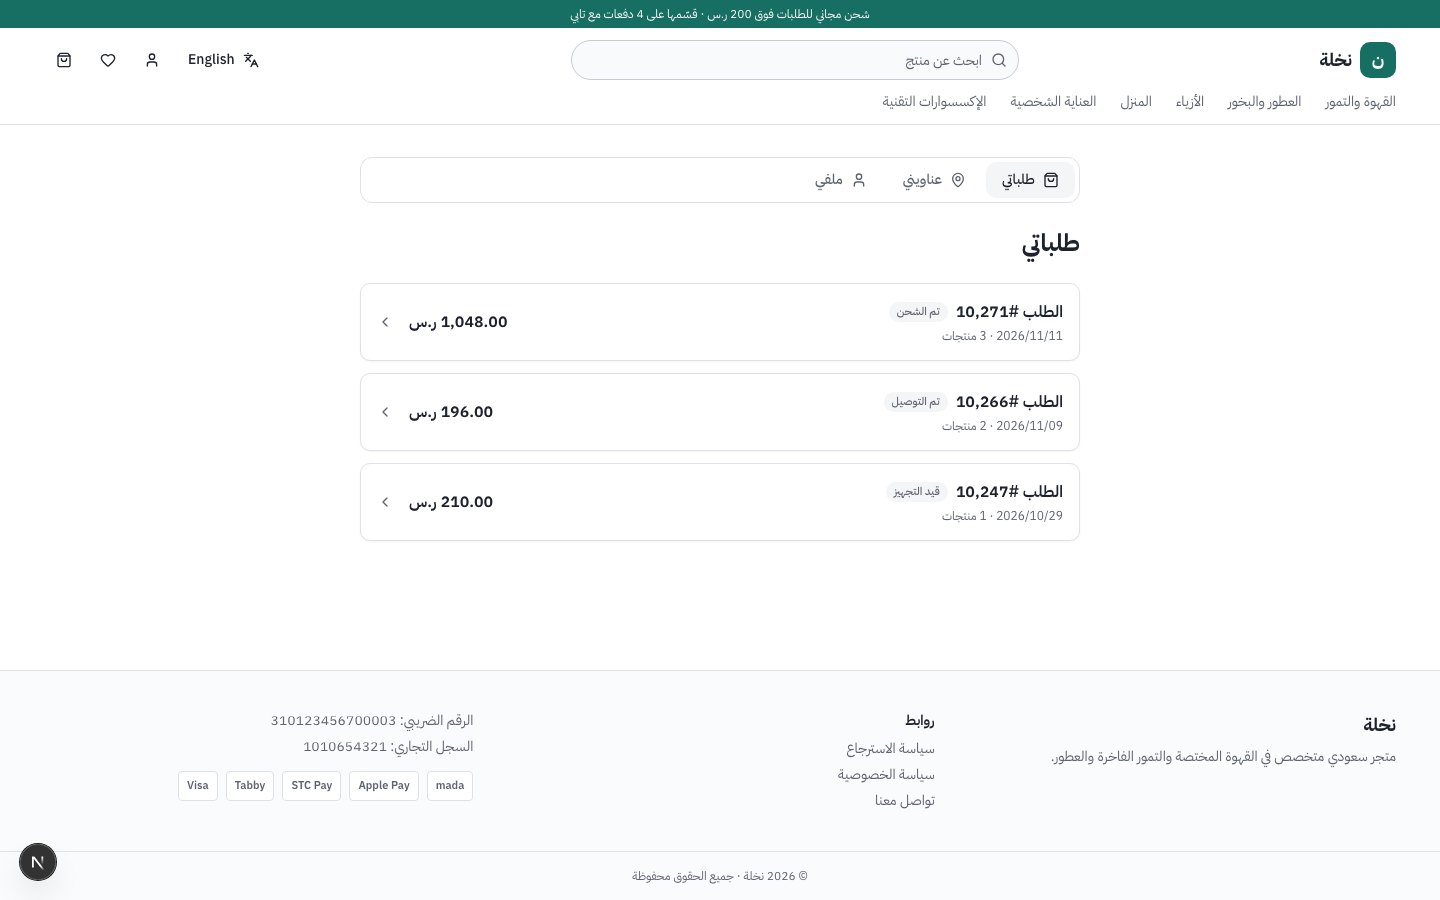 شحن مجاني للطلبات فوق 200 ر.س · قسّمها على 4 دفعات مع تابي
ن نخلة
ابحث عن منتج
English
القهوة والتمور العطور والبخور الأزياء المنزل العناية الشخصية الإكسسوارات التقنية
طلباتي عناويني ملفي
طلباتي
الطلب #10,271 تم الشحن
2026/11/11 · 3 منتجات
1,048.00 ر.س
الطلب #10,266 تم التوصيل
2026/11/09 · 2 منتجات
196.00 ر.س
الطلب #10,247 قيد التجهيز
2026/10/29 · 1 منتجات
210.00 ر.س
نخلة
متجر سعودي متخصص في القهوة المختصة والتمور الفاخرة والعطور.
روابط
سياسة الاسترجاع
سياسة الخصوصية
تواصل معنا
الرقم الضريبي: 310123456700003
السجل التجاري: 1010654321
mada Apple Pay STC Pay Tabby Visa
N
© 2026 نخلة · جميع الحقوق محفوظة